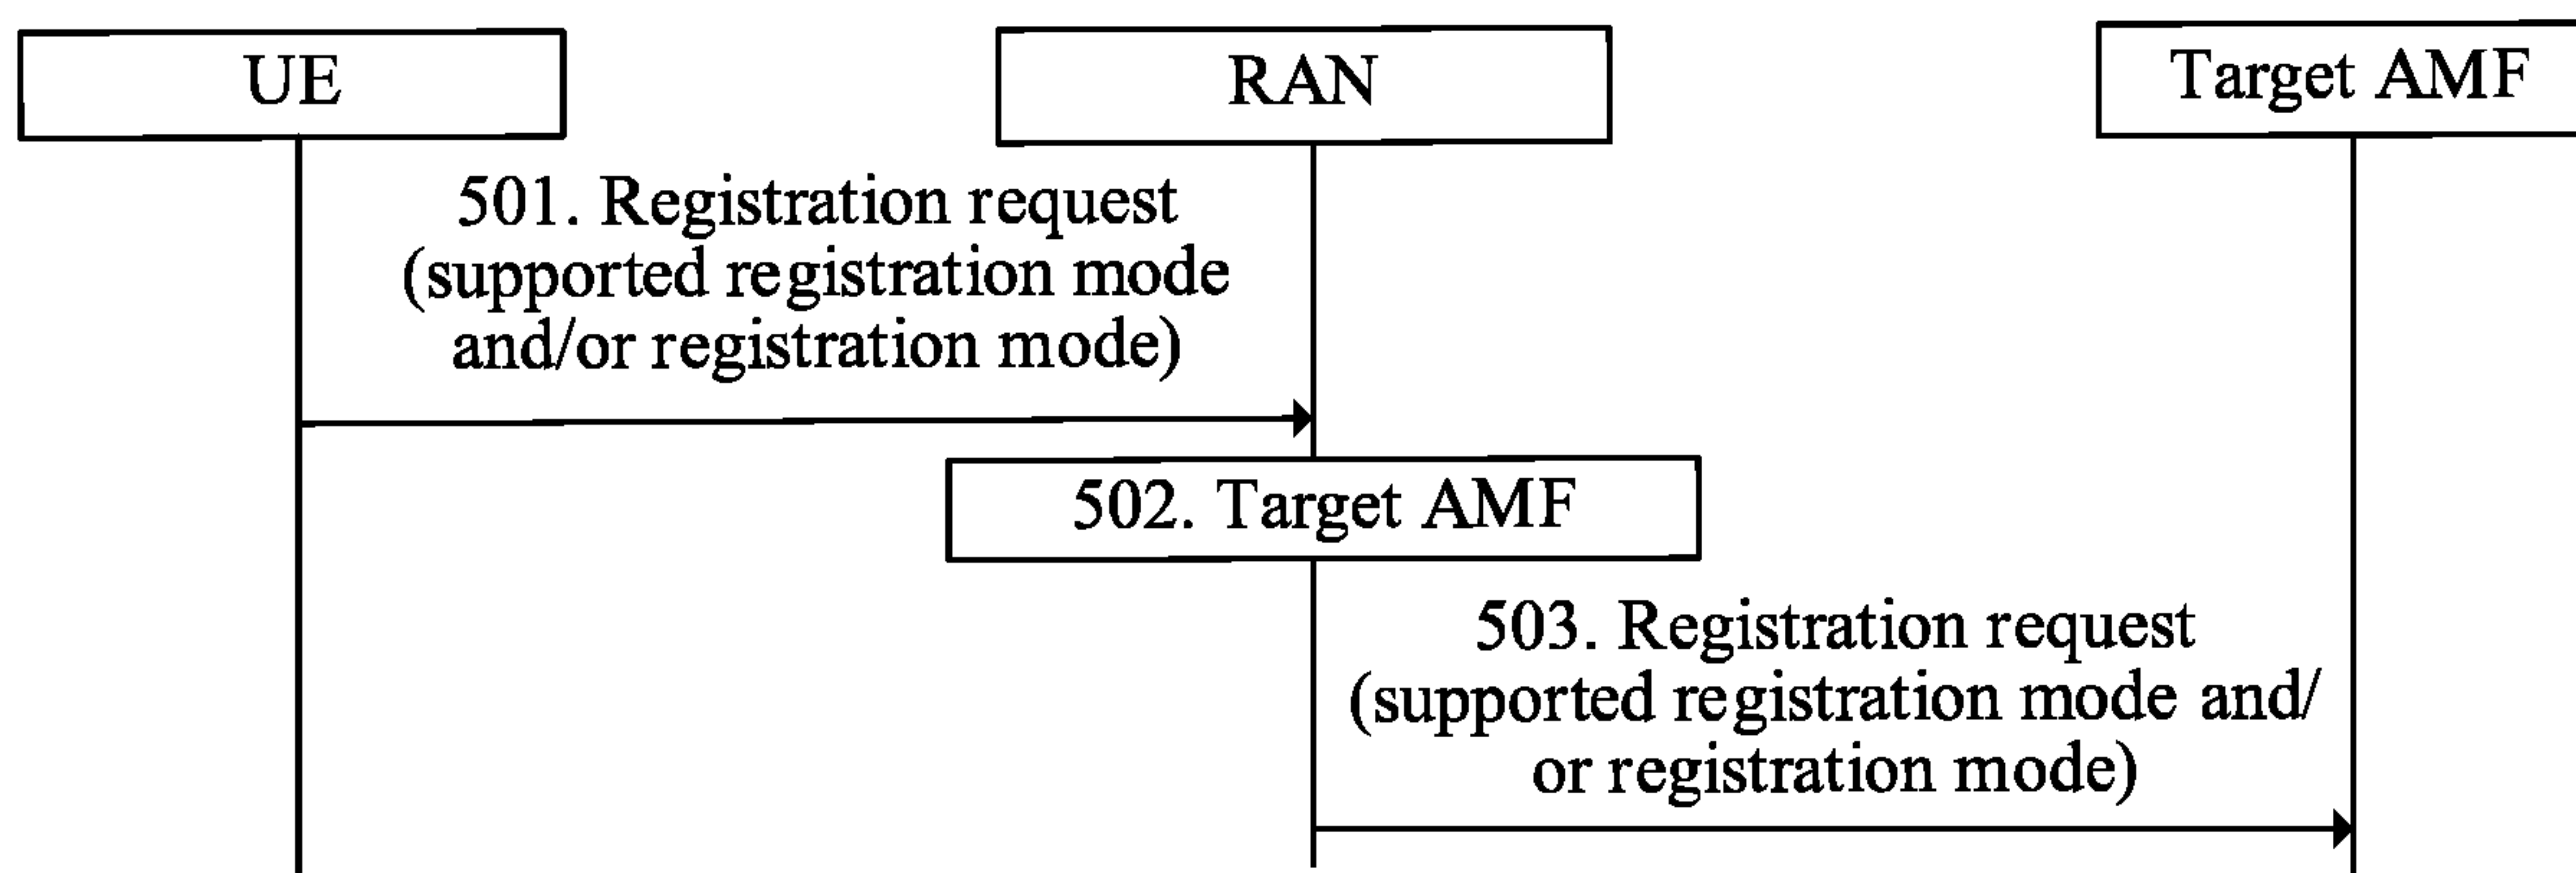 UE
RAN
Target AMF
501. Registration request
(supported registration mode
and/or registration mode)
502. Target AMF
503. Registration request
(supported registration mode and/
or registration mode)